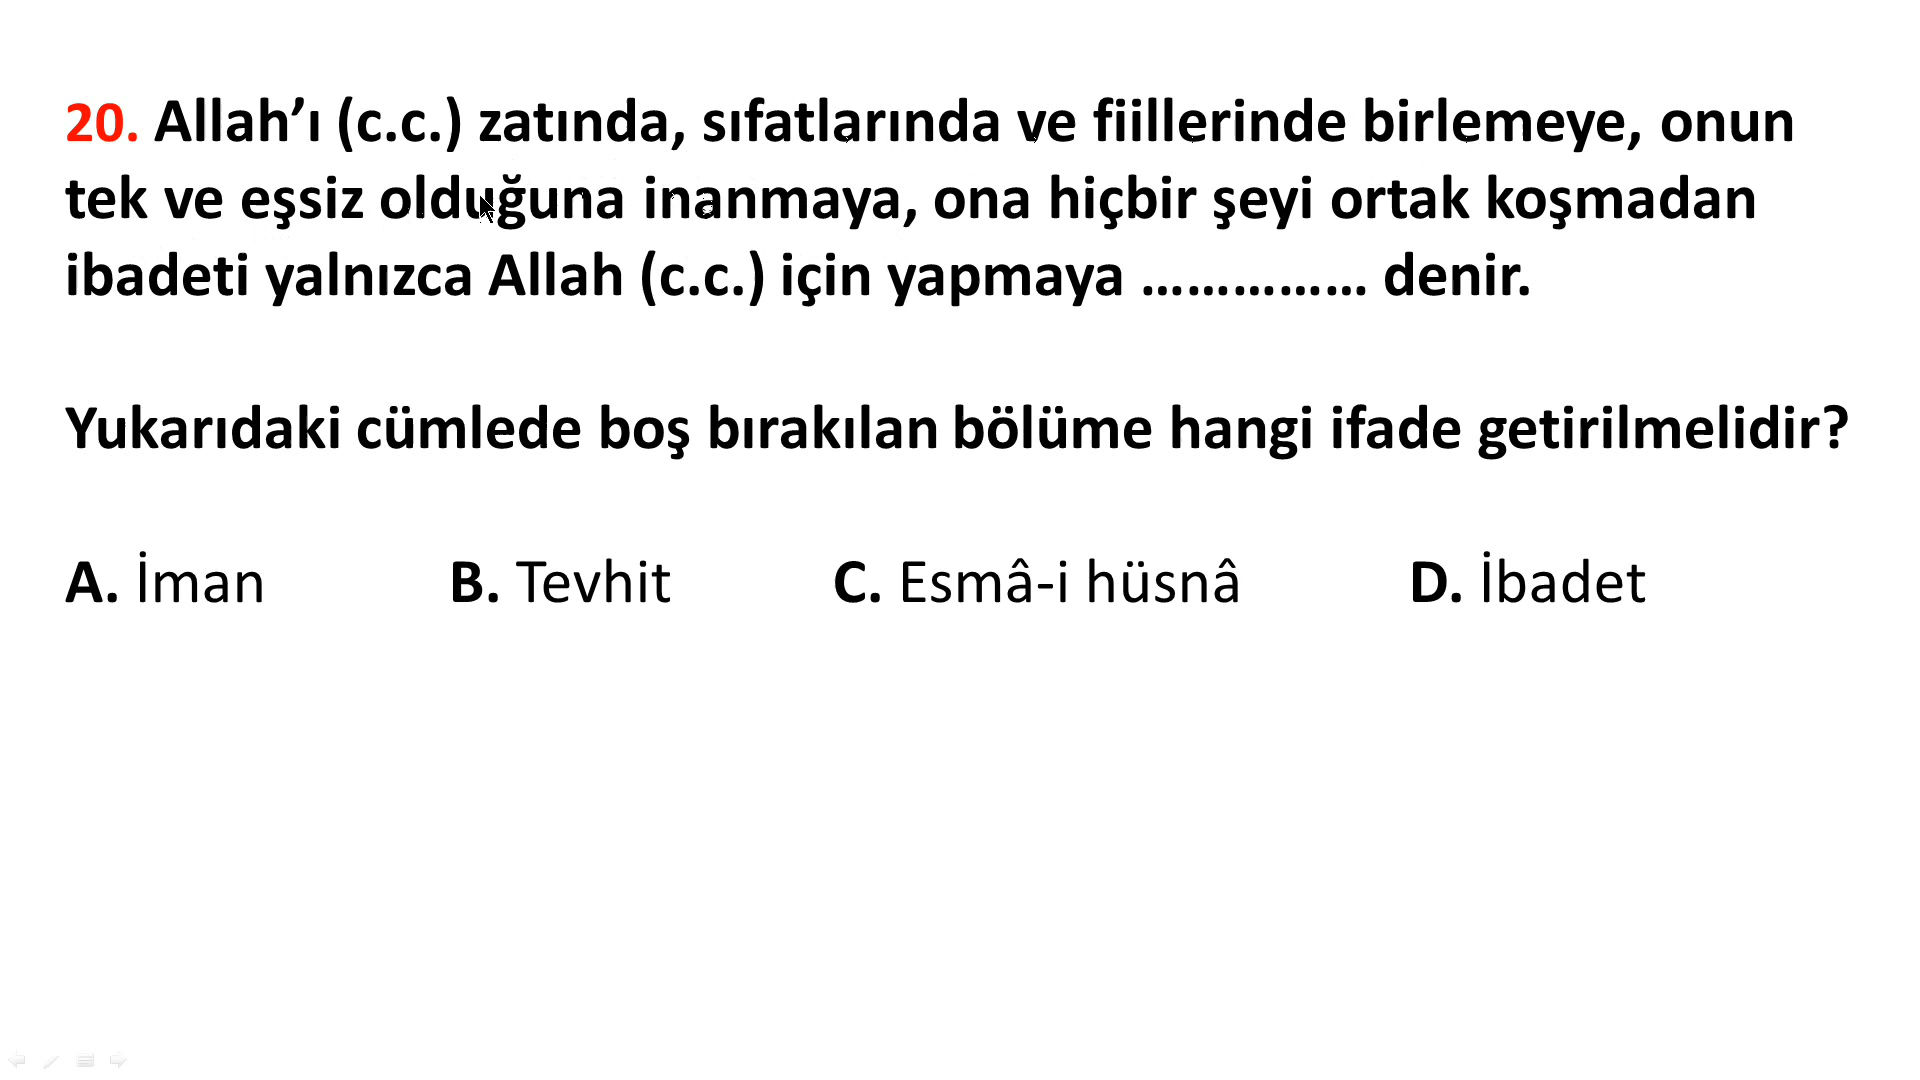 20. Allah’ı (c.c.) zatında, sıfatlarında ve fiillerinde birlemeye, onun
tek ve eşsiz olduğuna inanmaya, ona hiçbir şeyi ortak koşmadan
ibadeti yalnızca Allah (c.c.) için yapmaya …………… denir.
Yukarıdaki cümlede boş bırakılan bölüme hangi ifade getirilmelidir?
A. İman B. Tevhit C. Esmâ-i hüsnâ D. İbadet